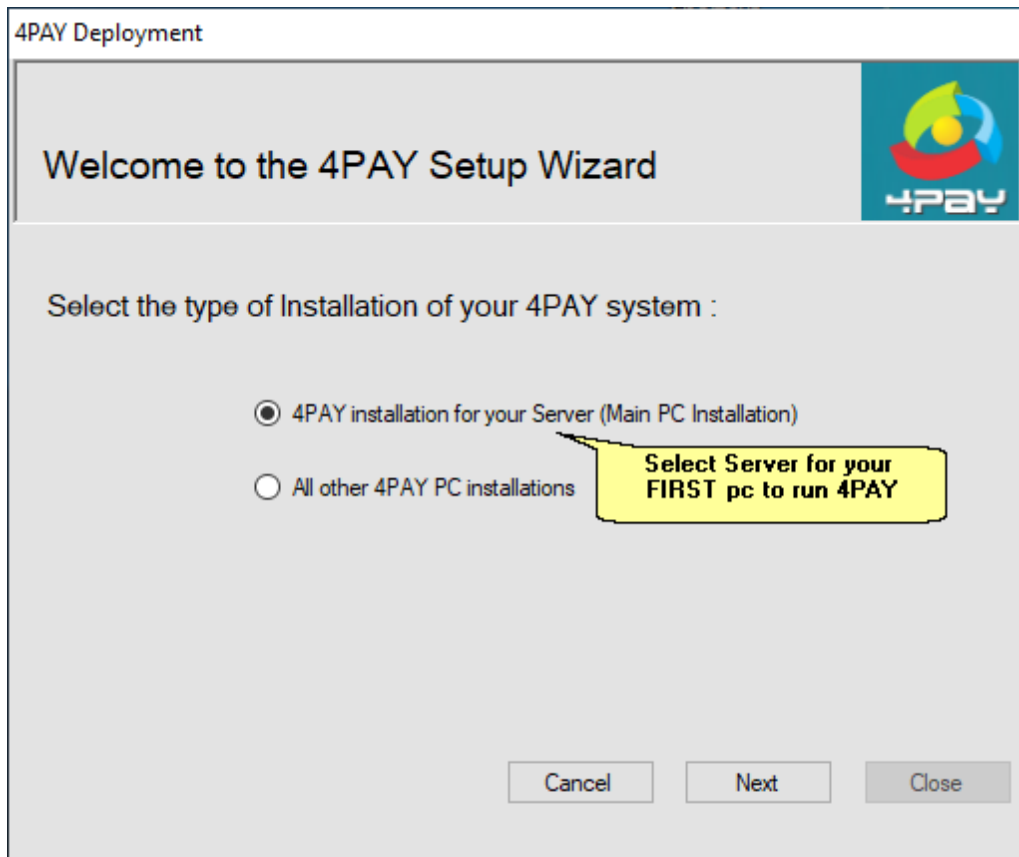 4PAY Deployment
Welcome to the 4PAY Setup Wizard
4Pay
Select the type of Installation of your 4PAY system :
4PAY installation for your Server (Main PC Installation)
Select Server for your
FIRST pc to run 4PAY
All other 4PAY PC installations
Cancel
Next
Close